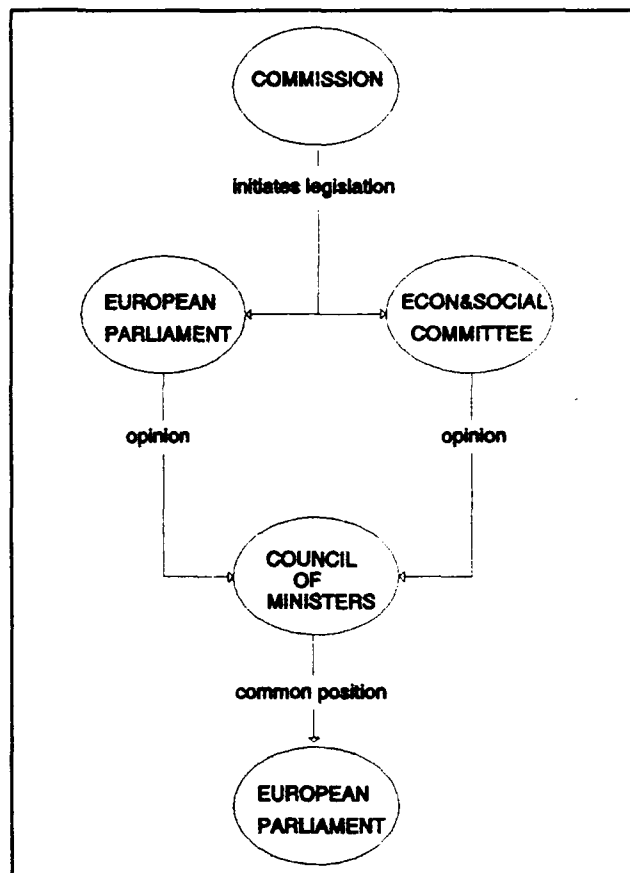 COMMISSION
initiates legislation
EUROPEAN
PARLIAMENT
ECON&SOCIAL
COMMITTEE
opinion
opinion
COUNCIL
OF
MINISTERS
common position
EUROPEAN
PARLIAMENT